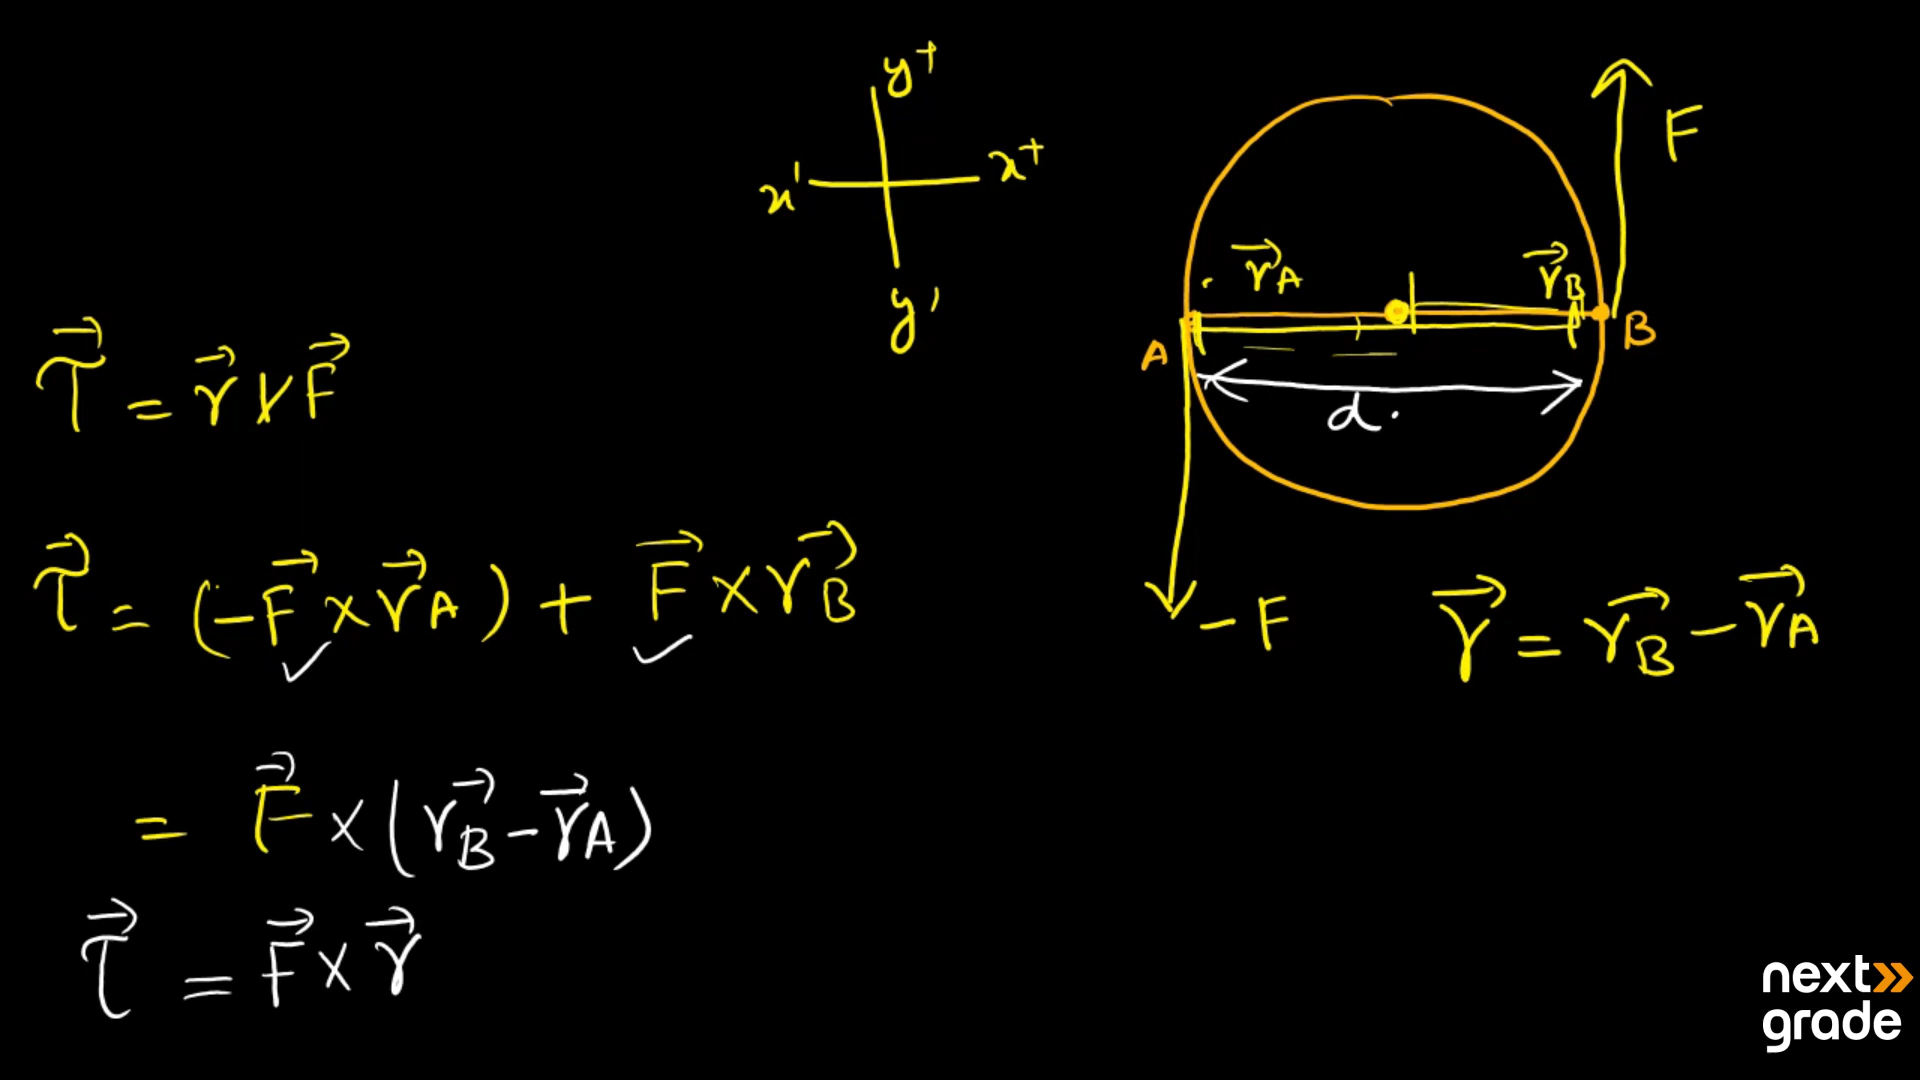 y+
x' x+
y'
F
r⃗A r⃗B
A B
d.
-F
r⃗ = r⃗B - r⃗A
τ⃗ = r⃗ × F⃗
τ⃗ = (-F⃗ × r⃗A) + F⃗ × r⃗B
= F⃗ × (r⃗B - r⃗A)
τ⃗ = F⃗ × r⃗
next
grade